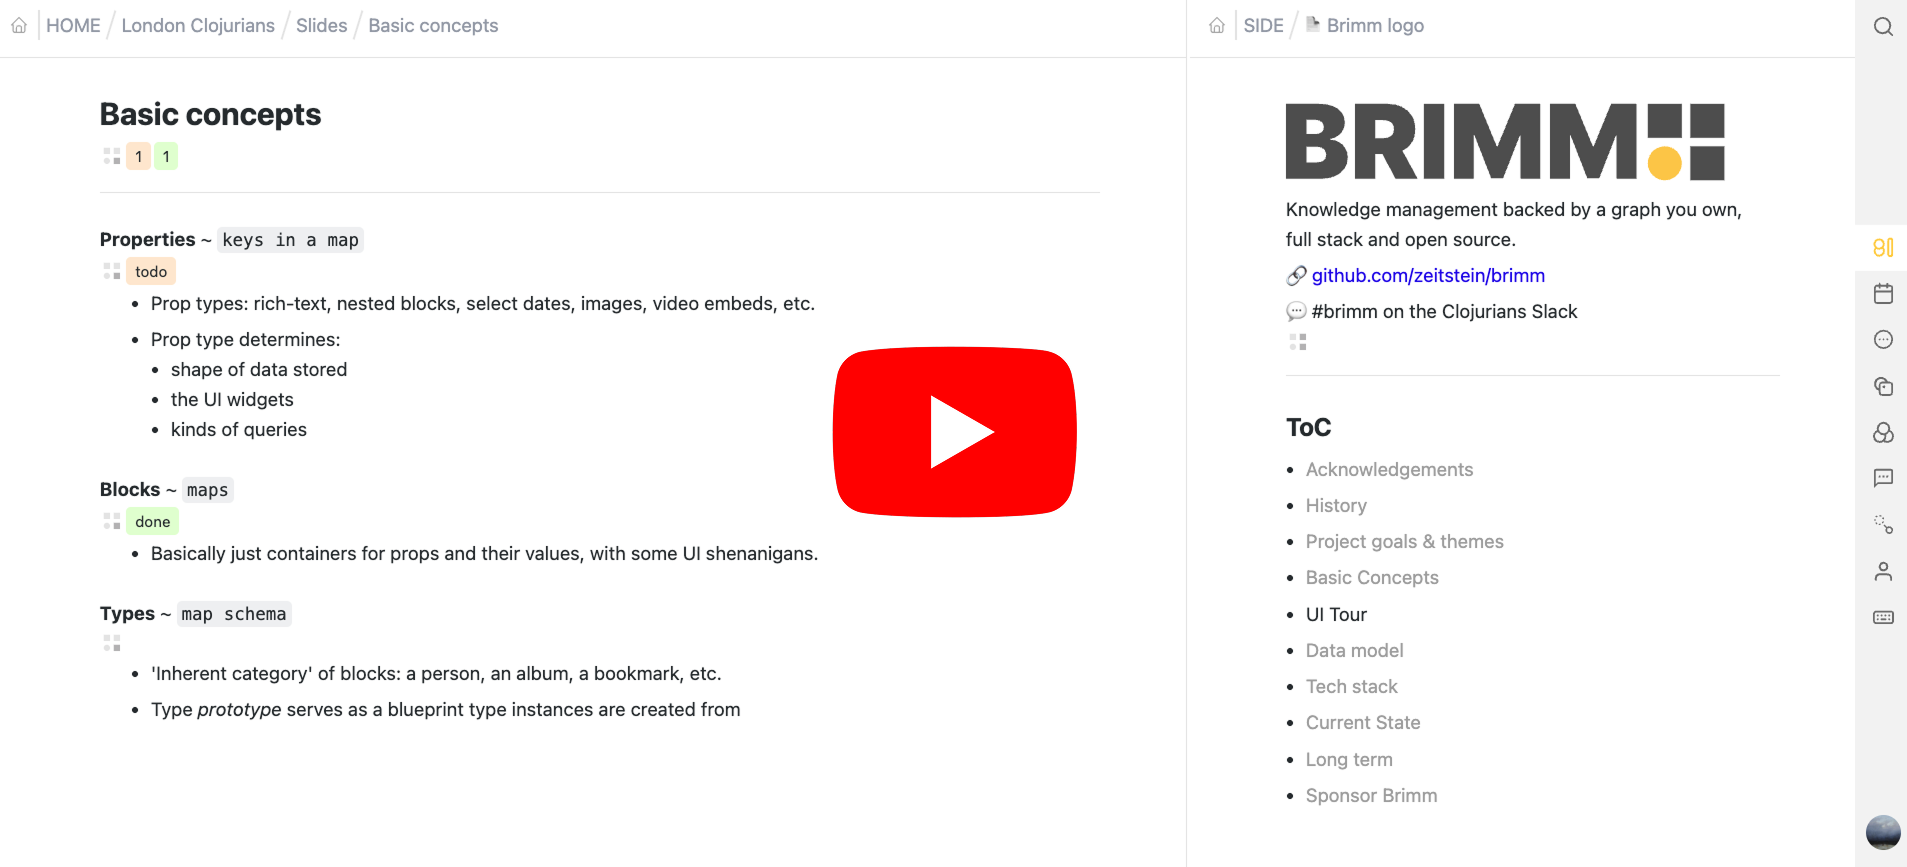 HOME / London Clojurians / Slides / Basic concepts
Basic concepts
1 1
Properties ~ keys in a map
todo
• Prop types: rich-text, nested blocks, select dates, images, video embeds, etc.
• Prop type determines:
• shape of data stored
• the UI widgets
• kinds of queries
Blocks ~ maps
done
• Basically just containers for props and their values, with some UI shenanigans.
Types ~ map schema
• 'Inherent category' of blocks: a person, an album, a bookmark, etc.
• Type prototype serves as a blueprint type instances are created from
SIDE / Brimm logo
BRIMM
Knowledge management backed by a graph you own,
full stack and open source.
🔗 github.com/zeitstein/brimm
💬 #brimm on the Clojurians Slack
ToC
• Acknowledgements
• History
• Project goals & themes
• Basic Concepts
• UI Tour
• Data model
• Tech stack
• Current State
• Long term
• Sponsor Brimm